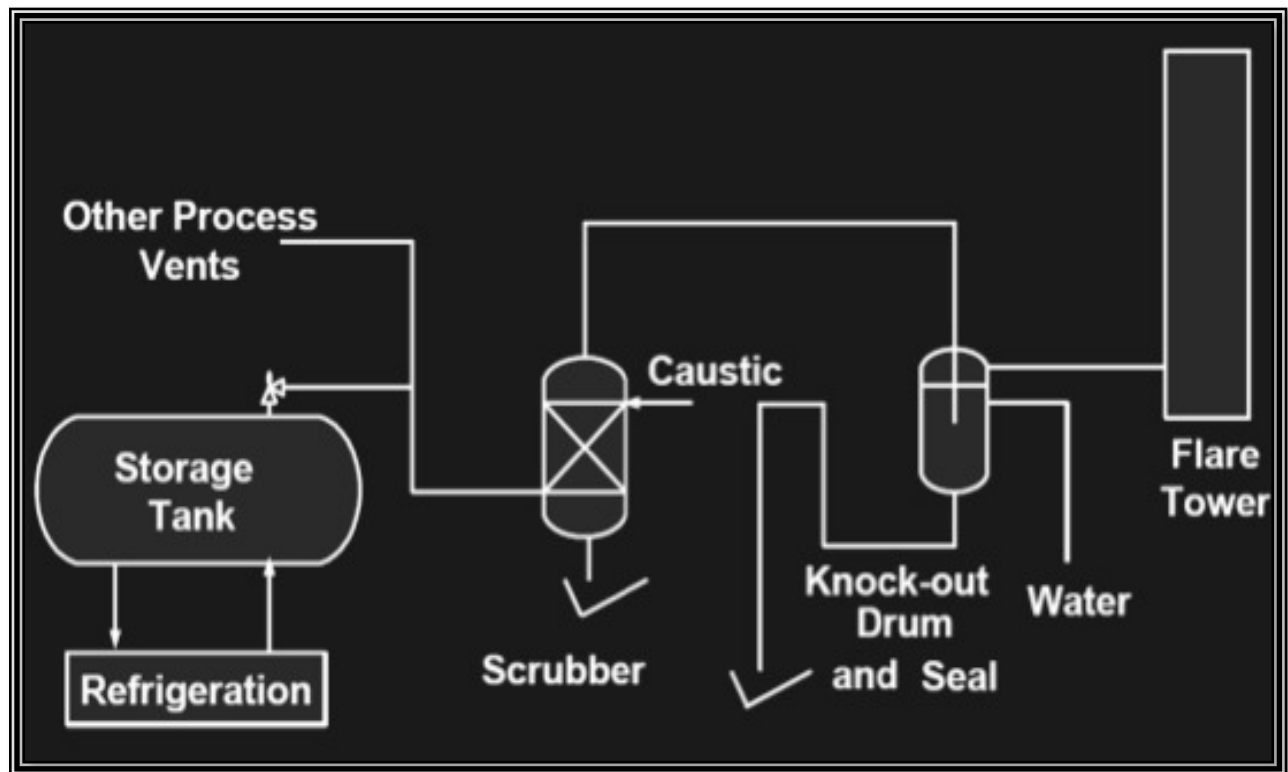 Other Process
Vents
Storage
Tank
Refrigeration
Caustic
Scrubber
Knock-out
Drum
and Seal
Water
Flare
Tower